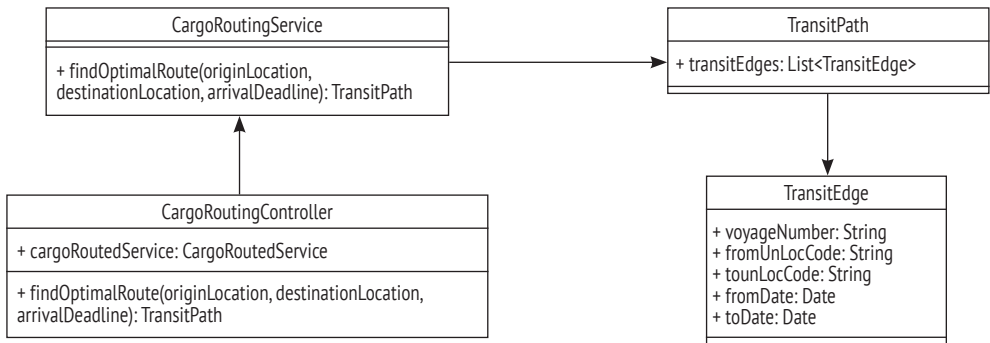 CargoRoutingService
+ findOptimalRoute(originLocation,
destinationLocation, arrivalDeadline): TransitPath
TransitPath
+ transitEdges: List<TransitEdge>
CargoRoutingController
+ cargoRoutedService: CargoRoutedService
+ findOptimalRoute(originLocation, destinationLocation,
arrivalDeadline): TransitPath
TransitEdge
+ voyageNumber: String
+ fromUnLocCode: String
+ tounLocCode: String
+ fromDate: Date
+ toDate: Date